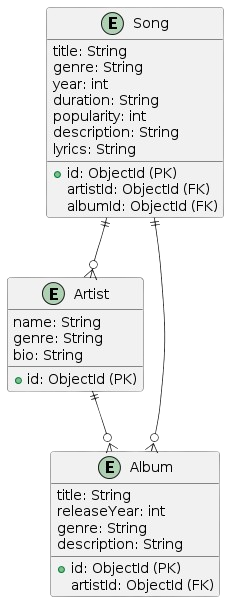 E Song
title: String
genre: String
year: int
duration: String
popularity: int
description: String
lyrics: String
id: ObjectId (PK)
artistId: ObjectId (FK)
albumId: ObjectId (FK)
E Artist
name: String
genre: String
bio: String
id: ObjectId (PK)
E Album
title: String
releaseYear: int
genre: String
description: String
id: ObjectId (PK)
artistId: ObjectId (FK)